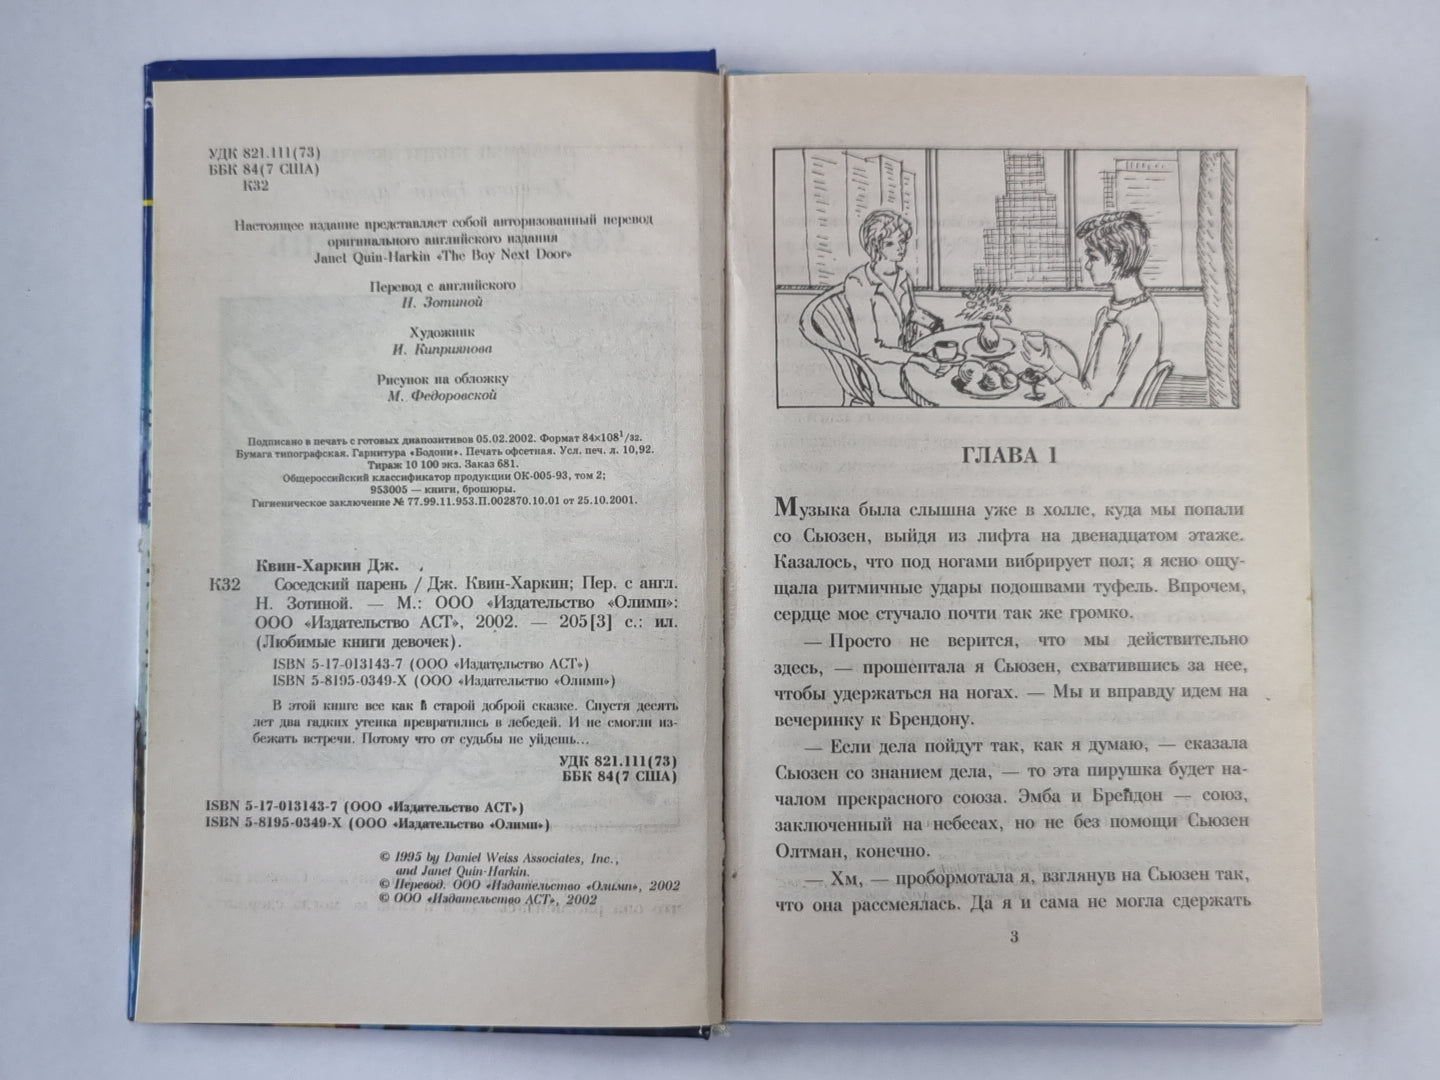 УДК 821.111(73)
ББК 84(7 США)
К32
Настоящее издание представляет собой авторизованный перевод
оригинального английского издания
Janet Quin-Harkin «The Boy Next Door»
Перевод с английского
Н. Зотиной
Художник
И. Киприянова
Рисунок на обложку
М. Федоровской
Подписано в печать с готовых диапозитивов 05.02.2002. Формат 84×108¹/32.
Бумага типографская. Гарнитура «Бодони». Печать офсетная. Усл. печ. л. 10,92.
Тираж 10 100 экз. Заказ 681.
Общероссийский классификатор продукции ОК-005-93, том 2;
953005 — книги, брошюры.
Гигиеническое заключение № 77.99.11.953.П.002870.10.01 от 25.10.2001.
Квин-Харкин Дж.
К32 Соседский парень / Дж. Квин-Харкин; Пер. с англ.
Н. Зотиной. — М.: ООО «Издательство «Олимп»:
ООО «Издательство АСТ», 2002. — 205[3] с.: ил.
(Любимые книги девочек).
ISBN 5-17-013143-7 (ООО «Издательство АСТ»)
ISBN 5-8195-0349-X (ООО «Издательство «Олимп»)
В этой книге все как в старой доброй сказке. Спустя десять
лет два гадких утенка превратились в лебедей. И не смогли из-
бежать встречи. Потому что от судьбы не уйдешь...
УДК 821.111(73)
ББК 84(7 США)
ISBN 5-17-013143-7 (ООО «Издательство АСТ»)
ISBN 5-8195-0349-X (ООО «Издательство «Олимп»)
© 1995 by Daniel Weiss Associates, Inc.,
and Janet Quin-Harkin.
© Перевод. ООО «Издательство «Олимп», 2002
© ООО «Издательство АСТ», 2002
ГЛАВА 1
Музыка была слышна уже в холле, куда мы попали
со Сьюзен, выйдя из лифта на двенадцатом этаже.
Казалось, что под ногами вибрирует пол; я ясно ощу-
щала ритмичные удары подошвами туфель. Впрочем,
сердце мое стучало почти так же громко.
— Просто не верится, что мы действительно
здесь, — прошептала я Сьюзен, схватившись за нее,
чтобы удержаться на ногах. — Мы и вправду идем на
вечеринку к Брендону.
— Если дела пойдут так, как я думаю, — сказала
Сьюзен со знанием дела, — то эта пирушка будет на-
чалом прекрасного союза. Эмба и Брендон — союз,
заключенный на небесах, но не без помощи Сьюзен
Олтман, конечно.
— Хм, — пробормотала я, взглянув на Сьюзен так,
что она рассмеялась. Да я и сама не могла сдержать
3